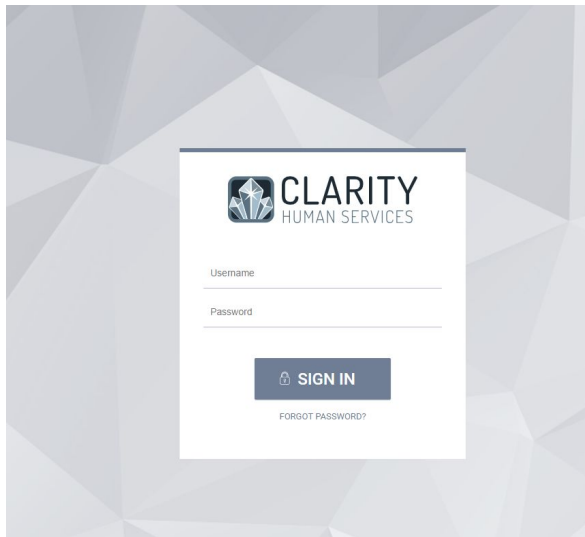 CLARITY
HUMAN SERVICES
Username
Password
SIGN IN
FORGOT PASSWORD?